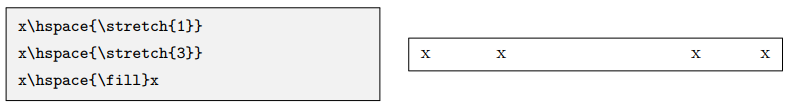 x\hspace{\stretch{1}}
x\hspace{\stretch{3}}
x\hspace{\fill}x
x x x x